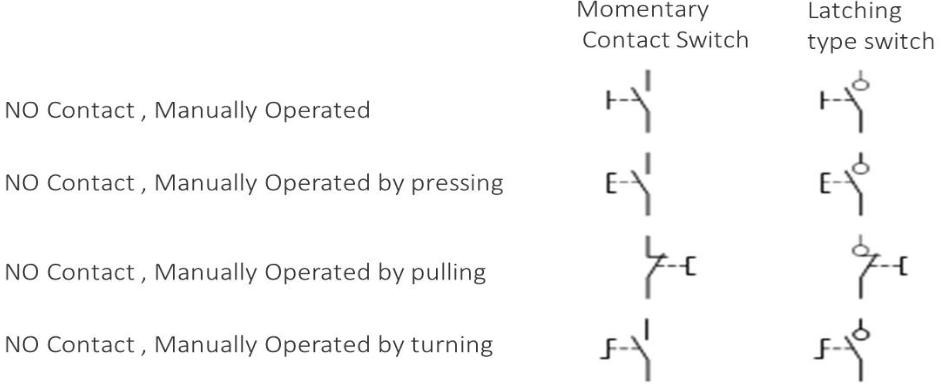 Momentary
Contact Switch
Latching
type switch
NO Contact , Manually Operated
NO Contact , Manually Operated by pressing
NO Contact , Manually Operated by pulling
NO Contact , Manually Operated by turning